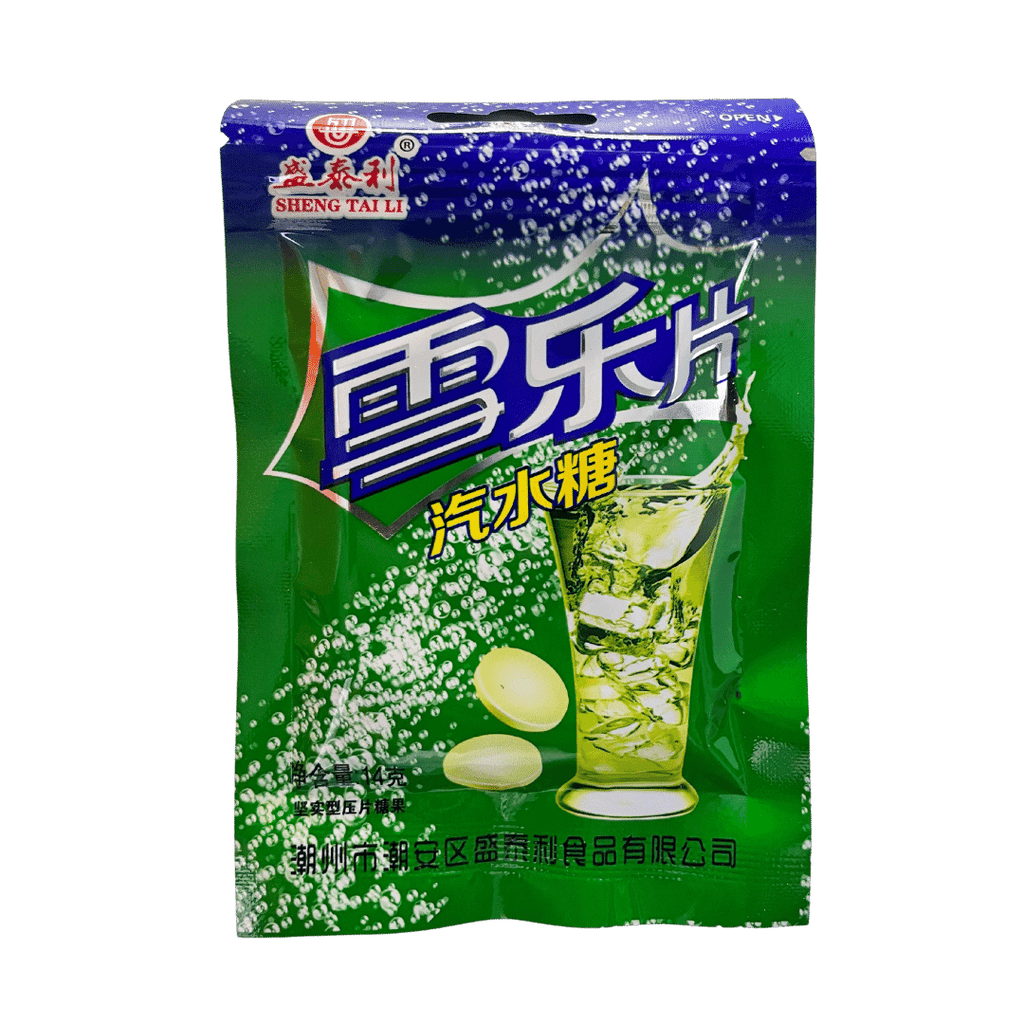 OPEN
盛泰利®
SHENG TAI LI
雪乐片
汽水糖
净含量 14克
坚实型压片糖果
潮州市潮安区盛泰利食品有限公司